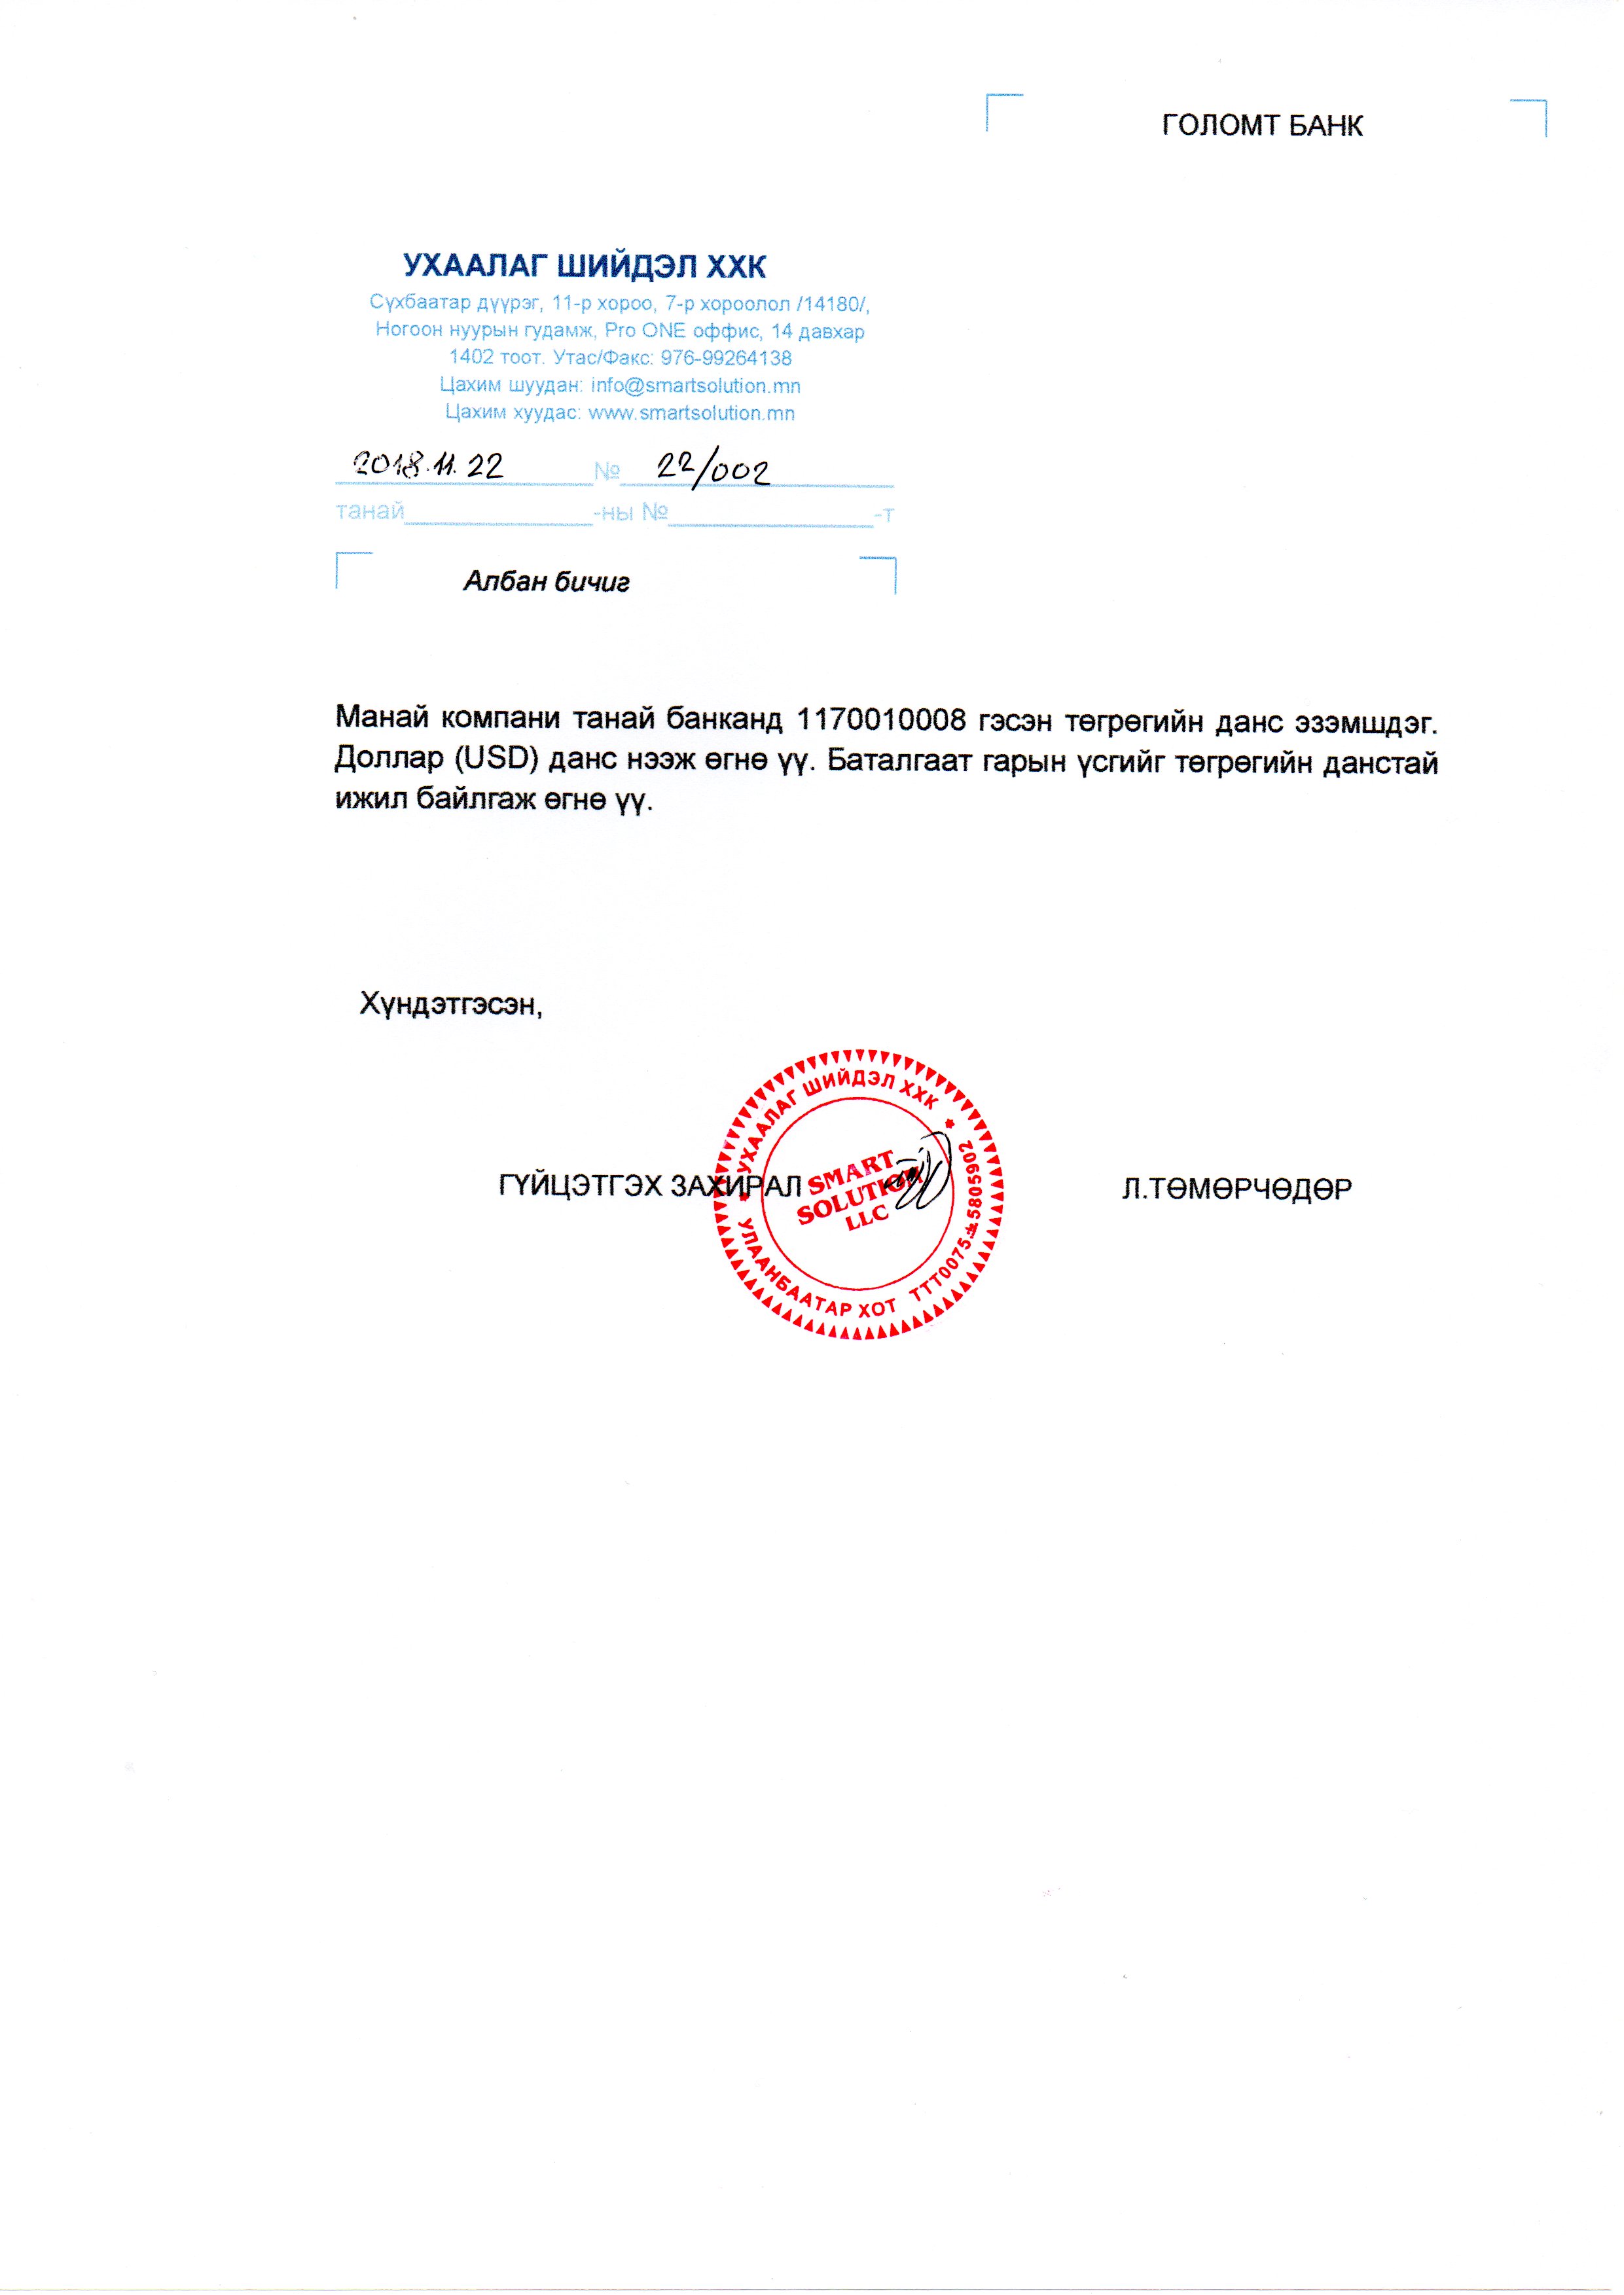 ГОЛОМТ БАНК
УХААЛАГ ШИЙДЭЛ ХХК
Сүхбаатар дүүрэг, 11-р хороо, 7-р хороолол /14180/,
Ногоон нуурын гудамж, Pro ONE оффис, 14 давхар
1402 тоот. Утас/Факс: 976-99264138
Цахим шуудан: info@smartsolution.mn
Цахим хуудас: www.smartsolution.mn
2018.11.22 № 22/002
танай -ны № -т
Албан бичиг
Манай компани танай банканд 1170010008 гэсэн төгрөгийн данс эзэмшдэг.
Доллар (USD) данс нээж өгнө үү. Баталгаат гарын үсгийг төгрөгийн данстай
ижил байлгаж өгнө үү.
Хүндэтгэсэн,
ГҮЙЦЭТГЭХ ЗАХИРАЛ
Л.ТӨМӨРЧӨДӨР
УХААЛАГ ШИЙДЭЛ ХХК
5805902
SMART
SOLUTION
LLC
УЛААНБААТАР ХОТ ТТТ0075